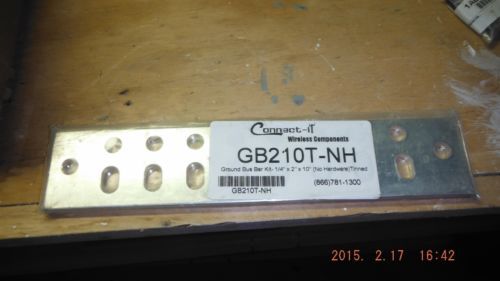 Connect-iT
Wireless Components
GB210T-NH
Ground Bus Bar Kit- 1/4" x 2" x 10" (No Hardware)Tinned
GB210T-NH
(866)781-1300
2015. 2.17 16:42